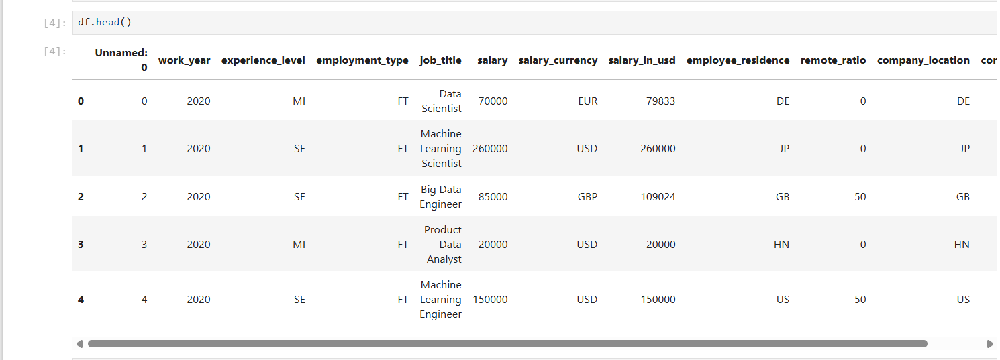 [4]: df.head()
[4]:
Unnamed: 0 work_year experience_level employment_type job_title salary salary_currency salary_in_usd employee_residence remote_ratio company_location con
0 0 2020 MI FT Data Scientist 70000 EUR 79833 DE 0 DE
1 1 2020 SE FT Machine Learning Scientist 260000 USD 260000 JP 0 JP
2 2 2020 SE FT Big Data Engineer 85000 GBP 109024 GB 50 GB
3 3 2020 MI FT Product Data Analyst 20000 USD 20000 HN 0 HN
4 4 2020 SE FT Machine Learning Engineer 150000 USD 150000 US 50 US